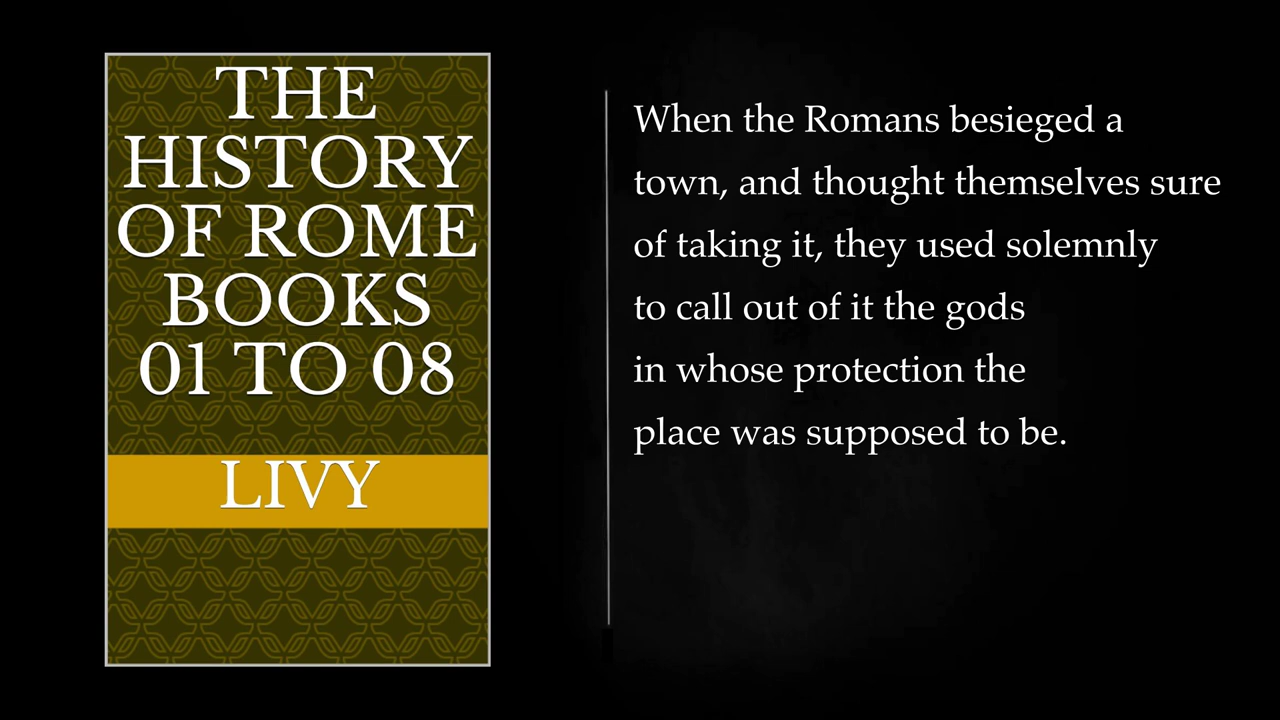 THE
HISTORY
OF ROME
BOOKS
01 TO 08
LIVY
When the Romans besieged a
town, and thought themselves sure
of taking it, they used solemnly
to call out of it the gods
in whose protection the
place was supposed to be.